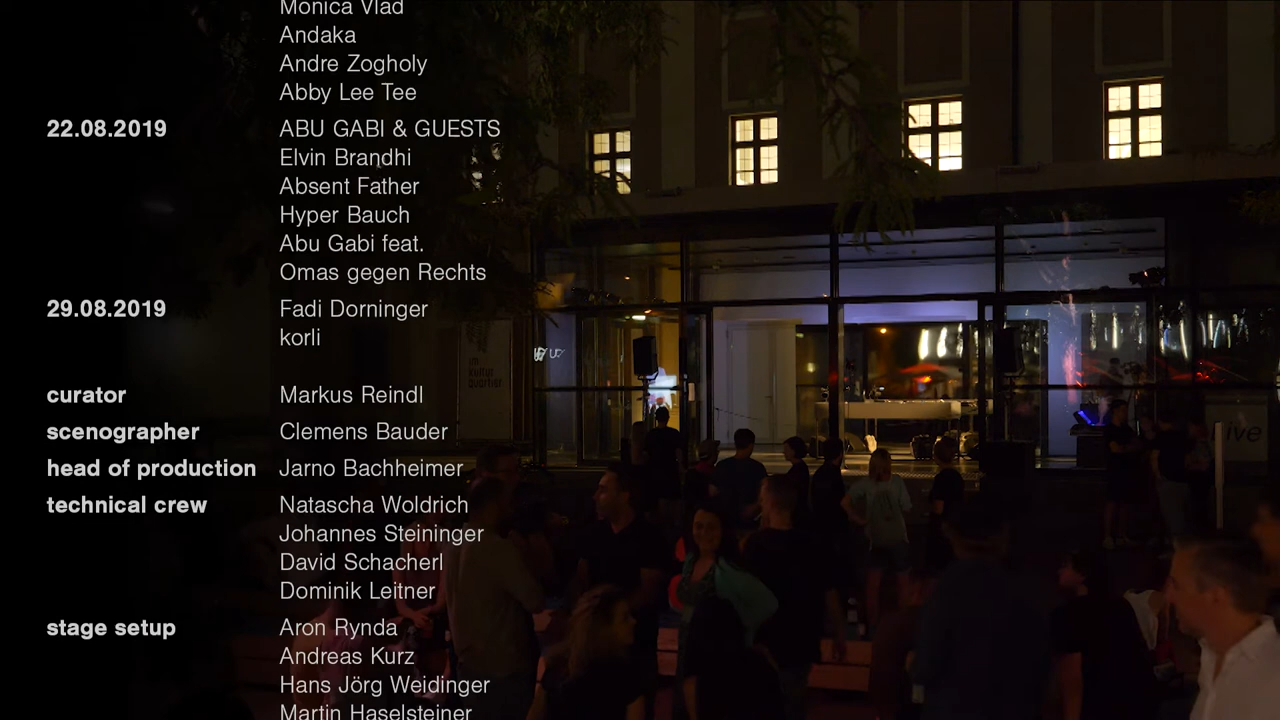 Monica Vlad
Andaka
Andre Zogholy
Abby Lee Tee
22.08.2019 ABU GABI & GUESTS
Elvin Brandhi
Absent Father
Hyper Bauch
Abu Gabi feat.
Omas gegen Rechts
29.08.2019 Fadi Dorninger
korli
curator Markus Reindl
scenographer Clemens Bauder
head of production Jarno Bachheimer
technical crew Natascha Woldrich
Johannes Steininger
David Schacherl
Dominik Leitner
stage setup Aron Rynda
Andreas Kurz
Hans Jörg Weidinger
Martin Haselsteiner
im
kultur
quartier